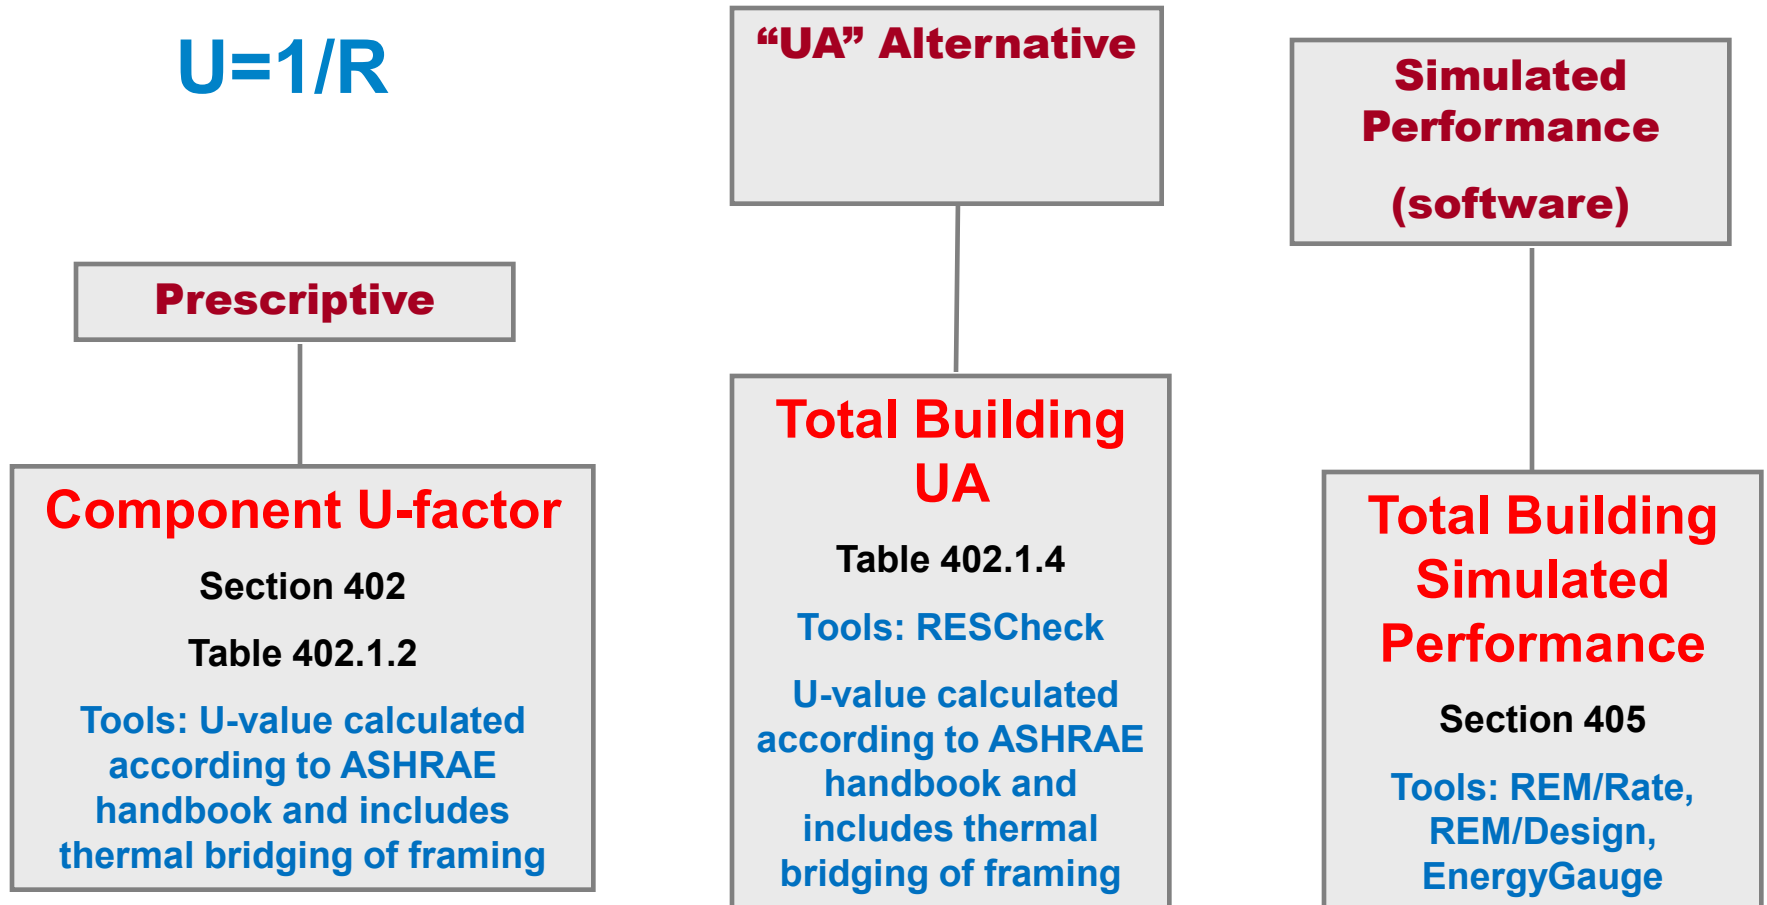 U=1/R
Prescriptive
Component U-factor
Section 402
Table 402.1.2
Tools: U-value calculated
according to ASHRAE
handbook and includes
thermal bridging of framing
“UA” Alternative
Total Building
UA
Table 402.1.4
Tools: RESCheck
U-value calculated
according to ASHRAE
handbook and
includes thermal
bridging of framing
Simulated
Performance
(software)
Total Building
Simulated
Performance
Section 405
Tools: REM/Rate,
REM/Design,
EnergyGauge